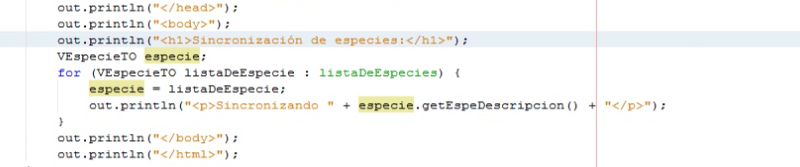 out.println("</head>");
out.println("<body>");
out.println("<h1>Sincronización de especies:</h1>");
VEspecieTO especie;
for (VEspecieTO listaDeEspecie : listaDeEspecies) {
especie = listaDeEspecie;
out.println("<p>Sincronizando " + especie.getEspeDescripcion() + "</p>");
}
out.println("</body>");
out.println("</html>");